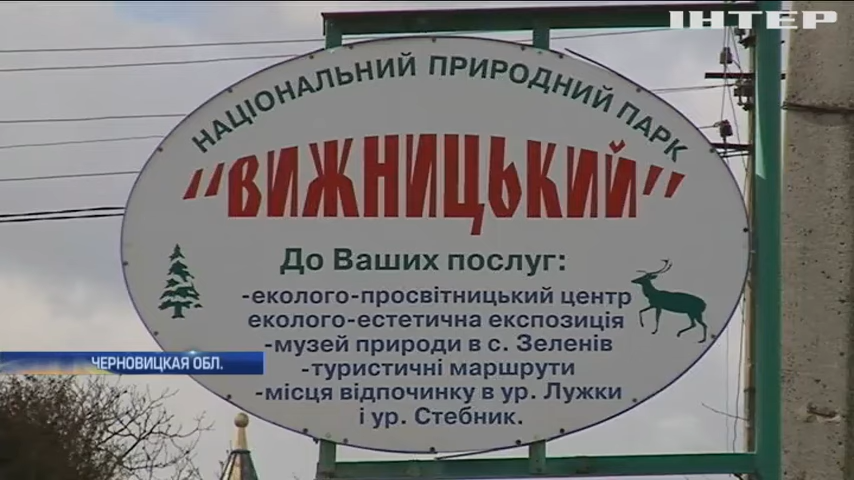 ІНТЕР
НАЦІОНАЛЬНИЙ ПРИРОДНИЙ ПАРК
“ВИЖНИЦЬКИЙ”
До Ваших послуг:
-еколого-просвітницький центр
еколого-естетична експозиція
-музей природи в с. Зеленів
-туристичні маршрути
-місця відпочинку в ур. Лужки
і ур. Стебник.
ЧЕРНОВИЦКАЯ ОБЛ.